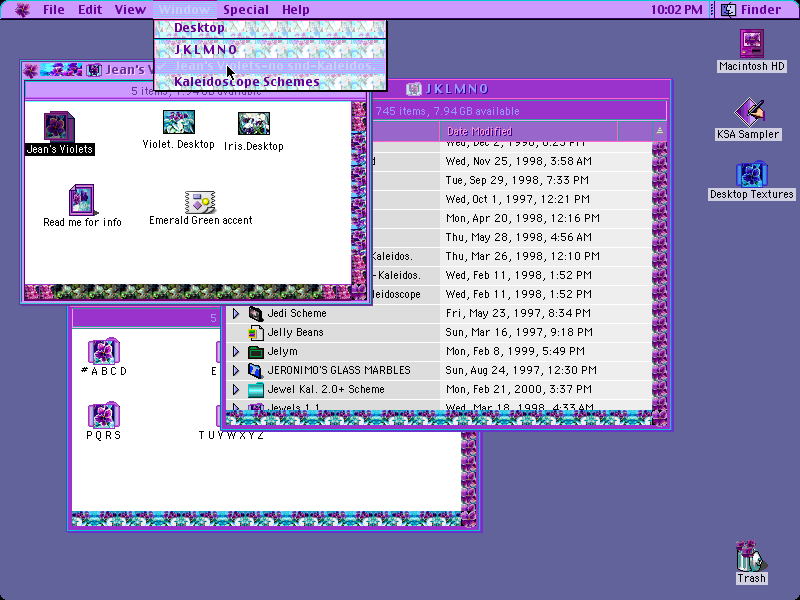 File Edit View Window Special Help 10:02 PM Finder
Desktop
J K L M N O
Jean's Violets-no snd-Kaleidos.
Kaleidoscope Schemes
Jean's V
5 items, 7.94 GB available
Jean's Violets
Violet. Desktop
Iris.Desktop
Read me for info
Emerald Green accent
J K L M N O
745 items, 7.94 GB available
Date Modified
Wed, Dec 2, 1998, 6:23 PM
Wed, Nov 25, 1998, 3:58 AM
Tue, Sep 29, 1998, 7:33 PM
Wed, Oct 1, 1997, 12:21 PM
Mon, Apr 20, 1998, 12:16 PM
Thu, May 28, 1998, 4:56 AM
Kaleidos. Thu, Mar 26, 1998, 12:10 PM
-Kaleidos. Wed, Feb 11, 1998, 1:52 PM
leidoscope Wed, Feb 11, 1998, 1:52 PM
Jedi Scheme Fri, May 23, 1997, 8:34 PM
Jelly Beans Sun, Mar 16, 1997, 9:18 PM
Jelym Mon, Feb 8, 1999, 5:49 PM
JERONIMO'S GLASS MARBLES Sun, Aug 24, 1997, 12:30 PM
Jewel Kal. 2.0+ Scheme Mon, Feb 21, 2000, 3:37 PM
Jewels 1.1 Wed, Mar 18, 1998, 4:33 AM
5
# A B C D
E
P Q R S
T U V W X Y Z
Macintosh HD
KSA Sampler
Desktop Textures
Trash